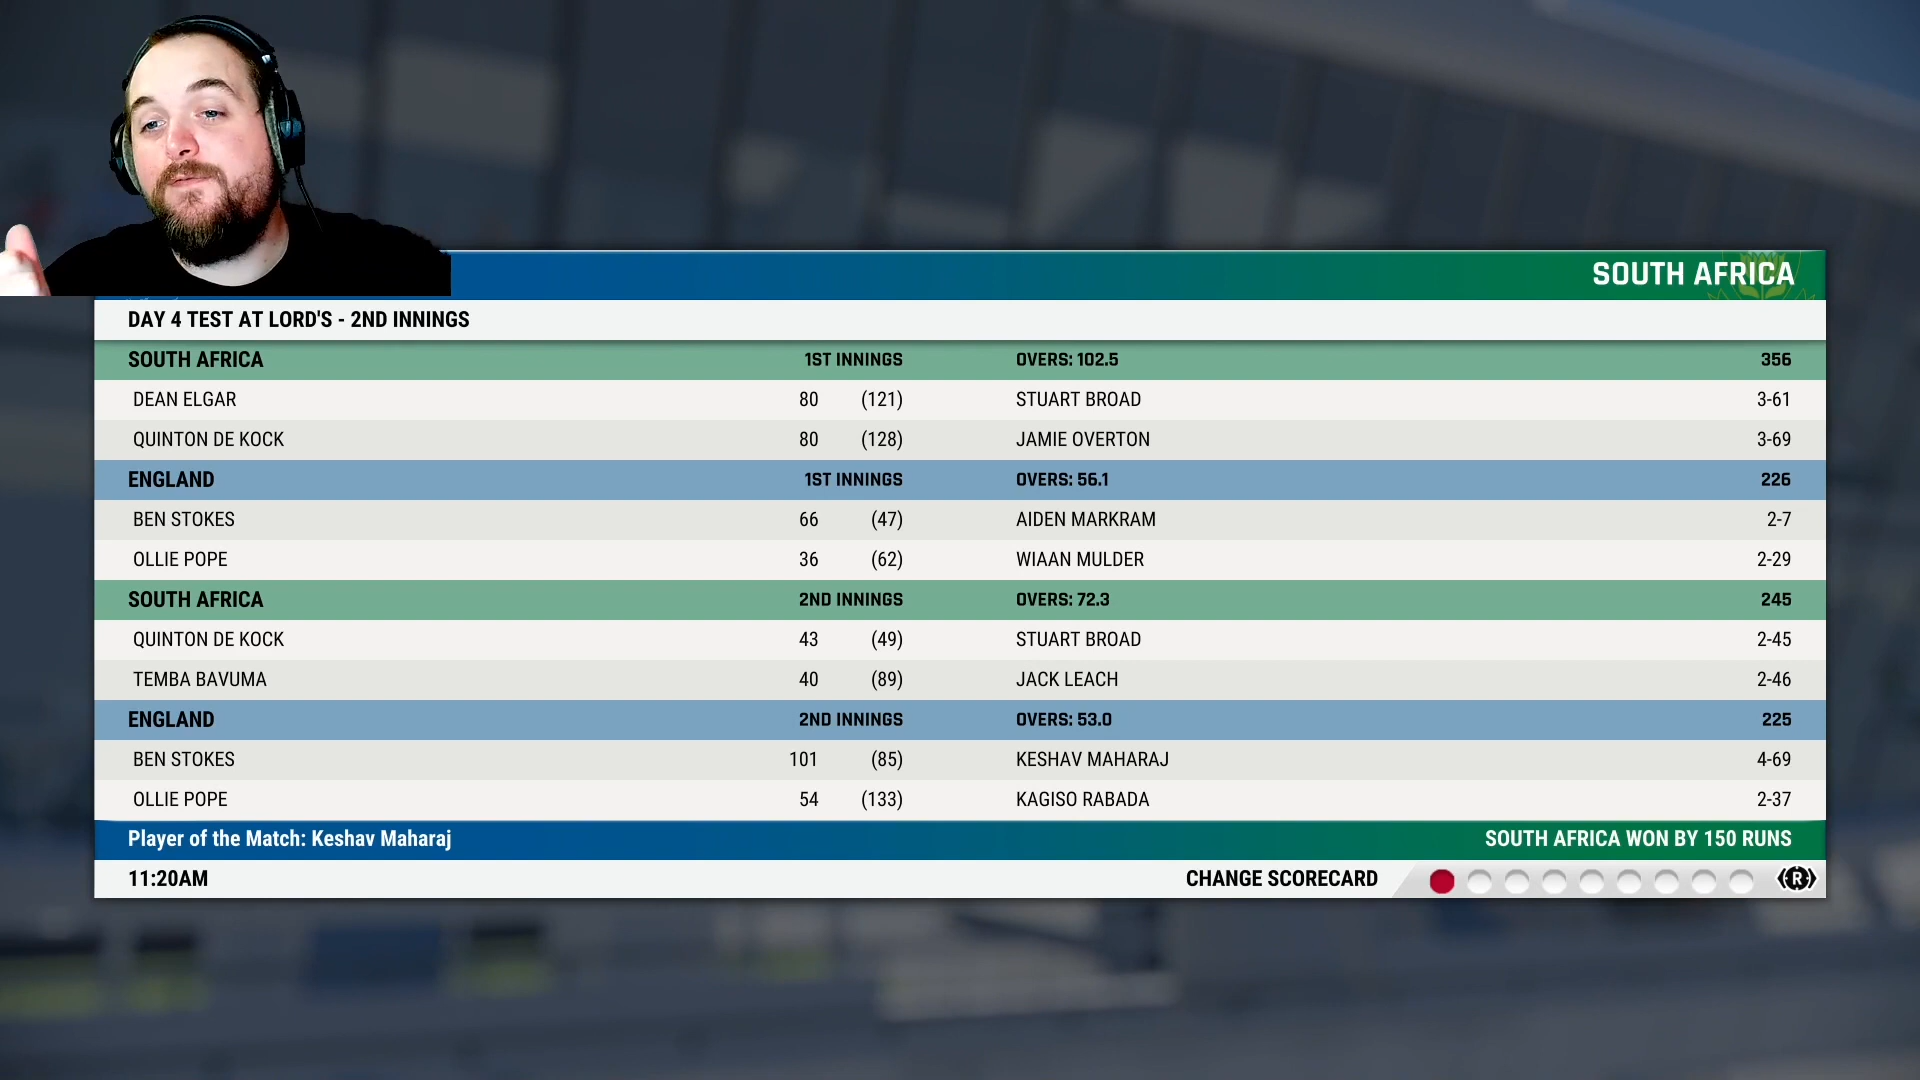 SOUTH AFRICA
DAY 4 TEST AT LORD'S - 2ND INNINGS
SOUTH AFRICA 1ST INNINGS OVERS: 102.5 356
DEAN ELGAR 80 (121) STUART BROAD 3-61
QUINTON DE KOCK 80 (128) JAMIE OVERTON 3-69
ENGLAND 1ST INNINGS OVERS: 56.1 226
BEN STOKES 66 (47) AIDEN MARKRAM 2-7
OLLIE POPE 36 (62) WIAAN MULDER 2-29
SOUTH AFRICA 2ND INNINGS OVERS: 72.3 245
QUINTON DE KOCK 43 (49) STUART BROAD 2-45
TEMBA BAVUMA 40 (89) JACK LEACH 2-46
ENGLAND 2ND INNINGS OVERS: 53.0 225
BEN STOKES 101 (85) KESHAV MAHARAJ 4-69
OLLIE POPE 54 (133) KAGISO RABADA 2-37
Player of the Match: Keshav Maharaj SOUTH AFRICA WON BY 150 RUNS
11:20AM CHANGE SCORECARD R